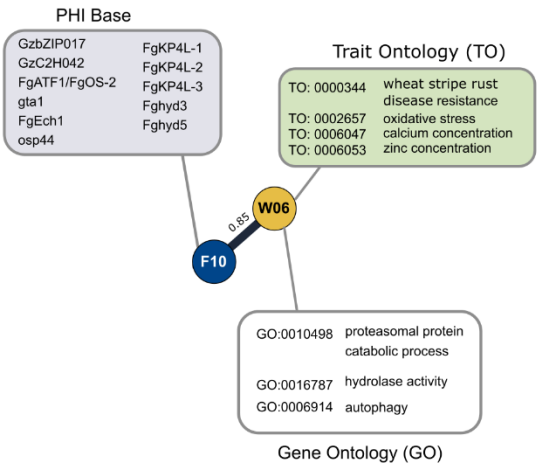 PHI Base
GzbZIP017
GzC2H042
FgATF1/FgOS-2
gta1
FgEch1
osp44
FgKP4L-1
FgKP4L-2
FgKP4L-3
Fghyd3
Fghyd5
Trait Ontology (TO)
TO: 0000344 wheat stripe rust
disease resistance
TO: 0002657 oxidative stress
TO: 0006047 calcium concentration
TO: 0006053 zinc concentration
W06
0.85
F10
GO:0010498 proteasomal protein
catabolic process
GO:0016787 hydrolase activity
GO:0006914 autophagy
Gene Ontology (GO)